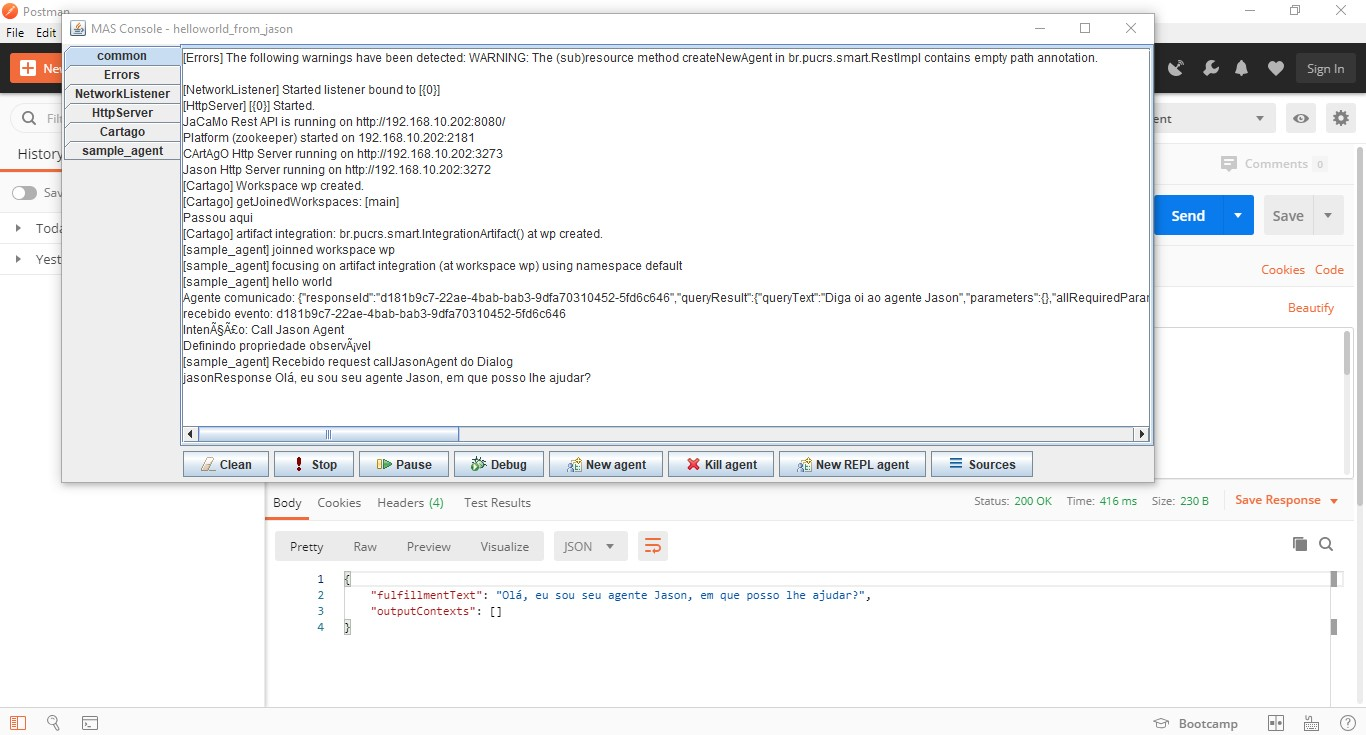 Postman
MAS Console - helloworld_from_jason
File Edit
New
Sign In
common
Errors
NetworkListener
HttpServer
Cartago
sample_agent
[Errors] The following warnings have been detected: WARNING: The (sub)resource method createNewAgent in br.pucrs.smart.RestImpl contains empty path annotation.
[NetworkListener] Started listener bound to [{0}]
[HttpServer] [{0}] Started.
JaCaMo Rest API is running on http://192.168.10.202:8080/
Platform (zookeeper) started on 192.168.10.202:2181
CArtAgO Http Server running on http://192.168.10.202:3273
Jason Http Server running on http://192.168.10.202:3272
[Cartago] Workspace wp created.
[Cartago] getJoinedWorkspaces: [main]
Passou aqui
[Cartago] artifact integration: br.pucrs.smart.IntegrationArtifact() at wp created.
[sample_agent] joinned workspace wp
[sample_agent] focusing on artifact integration (at workspace wp) using namespace default
[sample_agent] hello world
Agente comunicado: {"responseId":"d181b9c7-22ae-4bab-bab3-9dfa70310452-5fd6c646","queryResult":{"queryText":"Diga oi ao agente Jason","parameters":{},"allRequiredParar
recebido evento: d181b9c7-22ae-4bab-bab3-9dfa70310452-5fd6c646
IntenÃ§Ã£o: Call Jason Agent
Definindo propriedade observÃ¡vel
[sample_agent] Recebido request callJasonAgent do Dialog
jasonResponse Olá, eu sou seu agente Jason, em que posso lhe ajudar?
Clean
Stop
Pause
Debug
New agent
Kill agent
New REPL agent
Sources
Filt
History
Sav
Toda
Yest
ent
Comments 0
Send
Save
Cookies Code
Beautify
Body Cookies Headers (4) Test Results
Status: 200 OK Time: 416 ms Size: 230 B Save Response
Pretty Raw Preview Visualize JSON
1 {
2 "fulfillmentText": "Olá, eu sou seu agente Jason, em que posso lhe ajudar?",
3 "outputContexts": []
4 }
Bootcamp